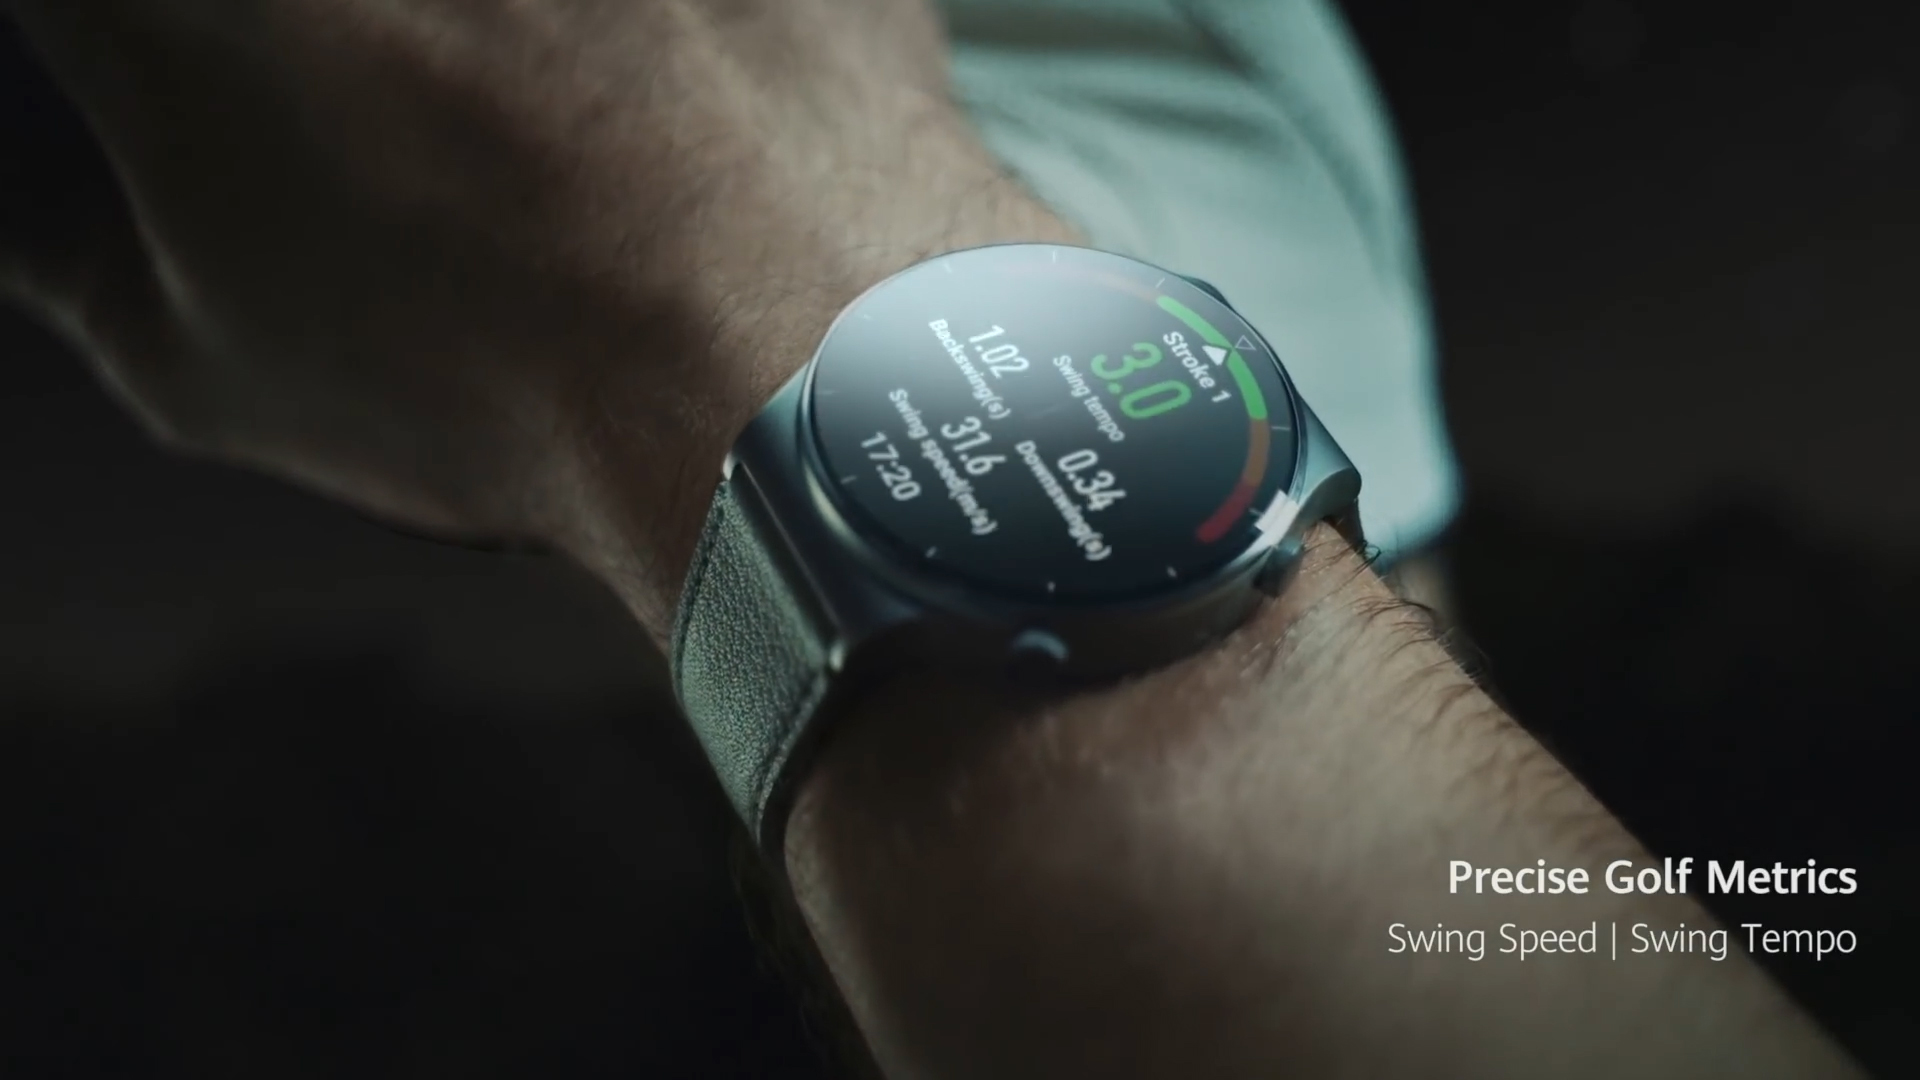 Stroke 1
3.0
Swing tempo
1.02
Backswing(s)
0.34
Downswing(s)
31.6
Swing speed(m/s)
17:20
Precise Golf Metrics
Swing Speed | Swing Tempo